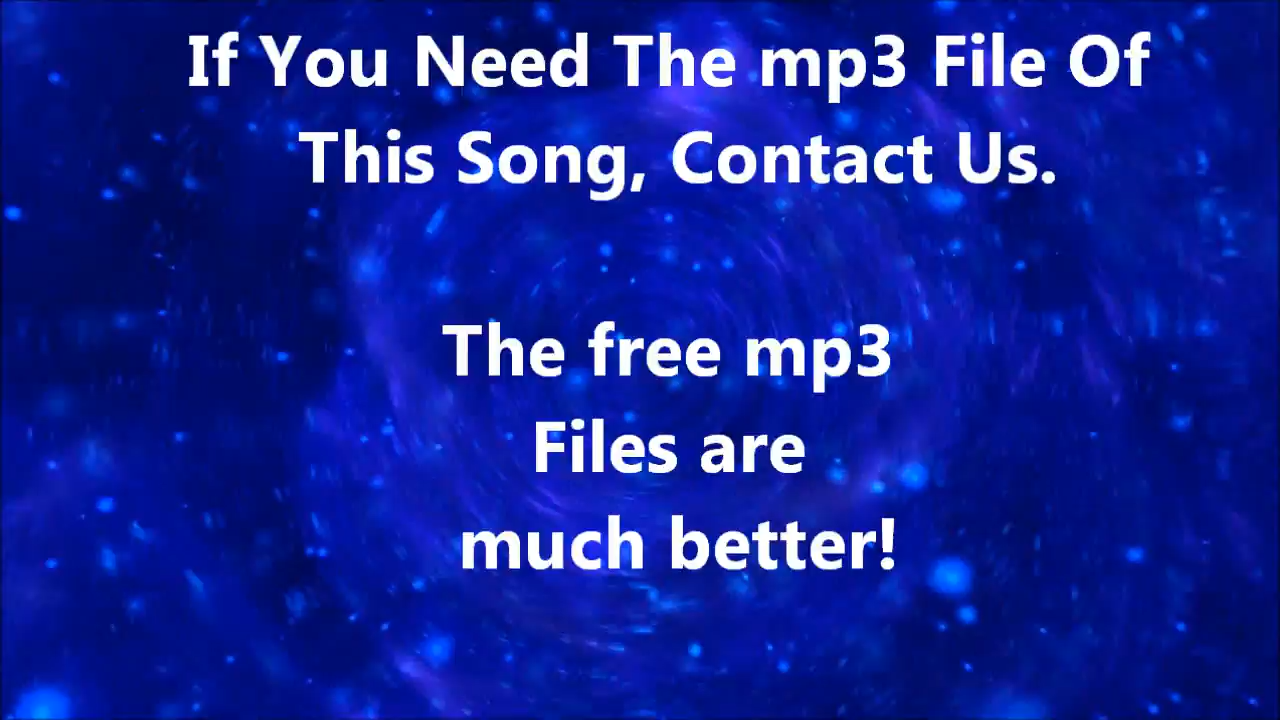 If You Need The mp3 File Of
This Song, Contact Us.
The free mp3
Files are
much better!